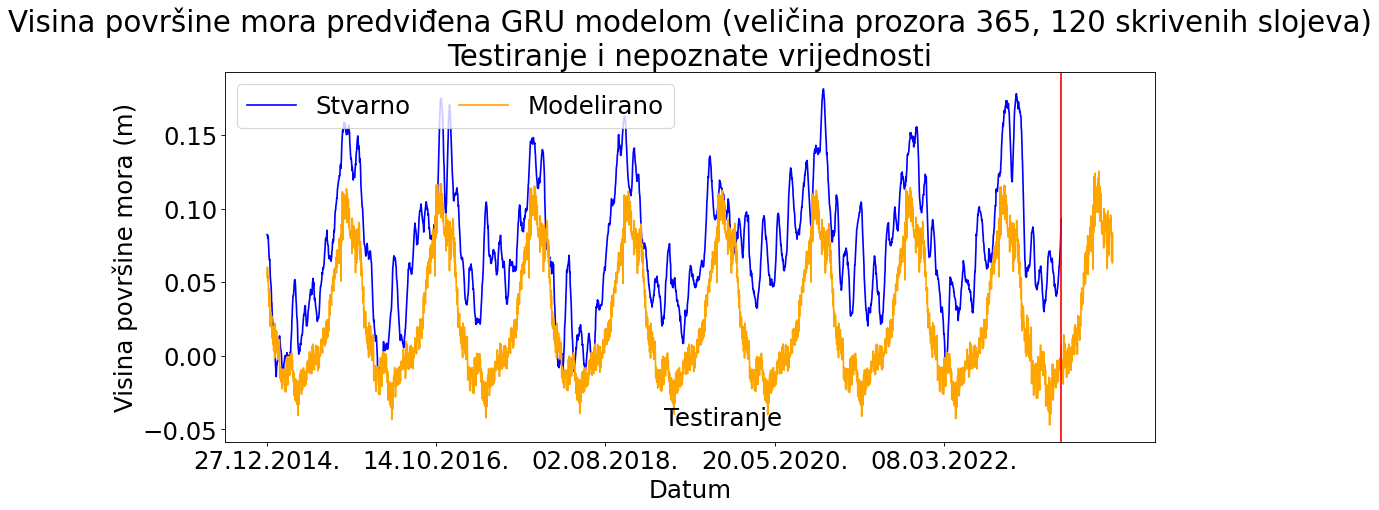 Visina površine mora predviđena GRU modelom (veličina prozora 365, 120 skrivenih slojeva)
Testiranje i nepoznate vrijednosti
Stvarno
Modelirano
Visina površine mora (m)
0.15
0.10
0.05
0.00
−0.05
Testiranje
27.12.2014.
14.10.2016.
02.08.2018.
20.05.2020.
08.03.2022.
Datum